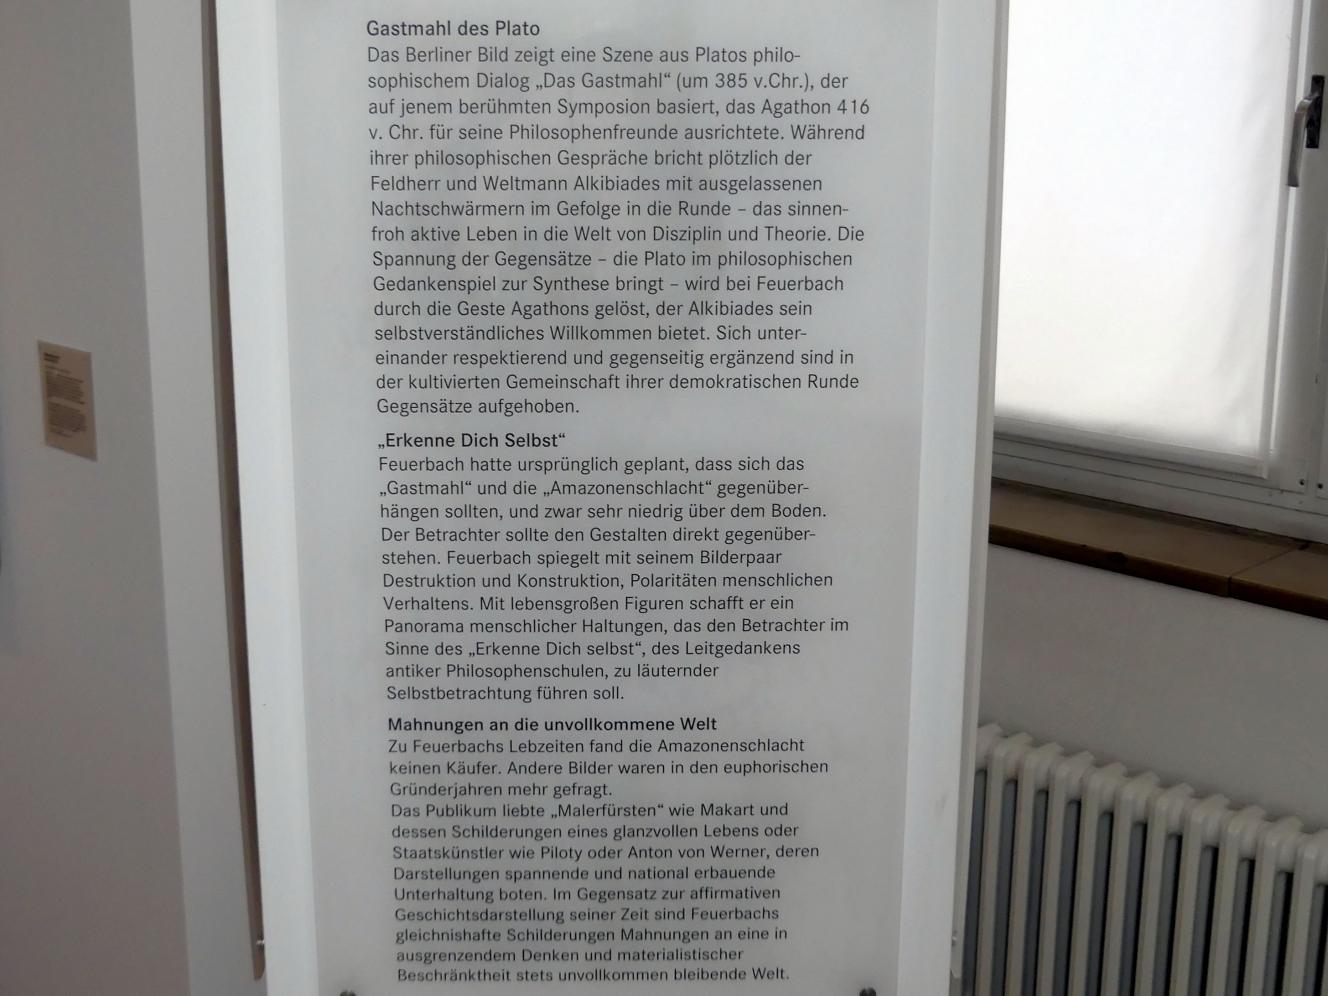 Gastmahl des Plato
Das Berliner Bild zeigt eine Szene aus Platos philo-
sophischem Dialog „Das Gastmahl“ (um 385 v.Chr.), der
auf jenem berühmten Symposion basiert, das Agathon 416
v. Chr. für seine Philosophenfreunde ausrichtete. Während
ihrer philosophischen Gespräche bricht plötzlich der
Feldherr und Weltmann Alkibiades mit ausgelassenen
Nachtschwärmern im Gefolge in die Runde – das sinnen-
froh aktive Leben in die Welt von Disziplin und Theorie. Die
Spannung der Gegensätze – die Plato im philosophischen
Gedankenspiel zur Synthese bringt – wird bei Feuerbach
durch die Geste Agathons gelöst, der Alkibiades sein
selbstverständliches Willkommen bietet. Sich unter-
einander respektierend und gegenseitig ergänzend sind in
der kultivierten Gemeinschaft ihrer demokratischen Runde
Gegensätze aufgehoben.
„Erkenne Dich Selbst“
Feuerbach hatte ursprünglich geplant, dass sich das
„Gastmahl“ und die „Amazonenschlacht“ gegenüber-
hängen sollten, und zwar sehr niedrig über dem Boden.
Der Betrachter sollte den Gestalten direkt gegenüber-
stehen. Feuerbach spiegelt mit seinem Bilderpaar
Destruktion und Konstruktion, Polaritäten menschlichen
Verhaltens. Mit lebensgroßen Figuren schafft er ein
Panorama menschlicher Haltungen, das den Betrachter im
Sinne des „Erkenne Dich selbst“, des Leitgedankens
antiker Philosophenschulen, zu läuternder
Selbstbetrachtung führen soll.
Mahnungen an die unvollkommene Welt
Zu Feuerbachs Lebzeiten fand die Amazonenschlacht
keinen Käufer. Andere Bilder waren in den euphorischen
Gründerjahren mehr gefragt.
Das Publikum liebte „Malerfürsten“ wie Makart und
dessen Schilderungen eines glanzvollen Lebens oder
Staatskünstler wie Piloty oder Anton von Werner, deren
Darstellungen spannende und national erbauende
Unterhaltung boten. Im Gegensatz zur affirmativen
Geschichtsdarstellung seiner Zeit sind Feuerbachs
gleichnishafte Schilderungen Mahnungen an eine in
ausgrenzendem Denken und materialistischer
Beschränktheit stets unvollkommen bleibende Welt.